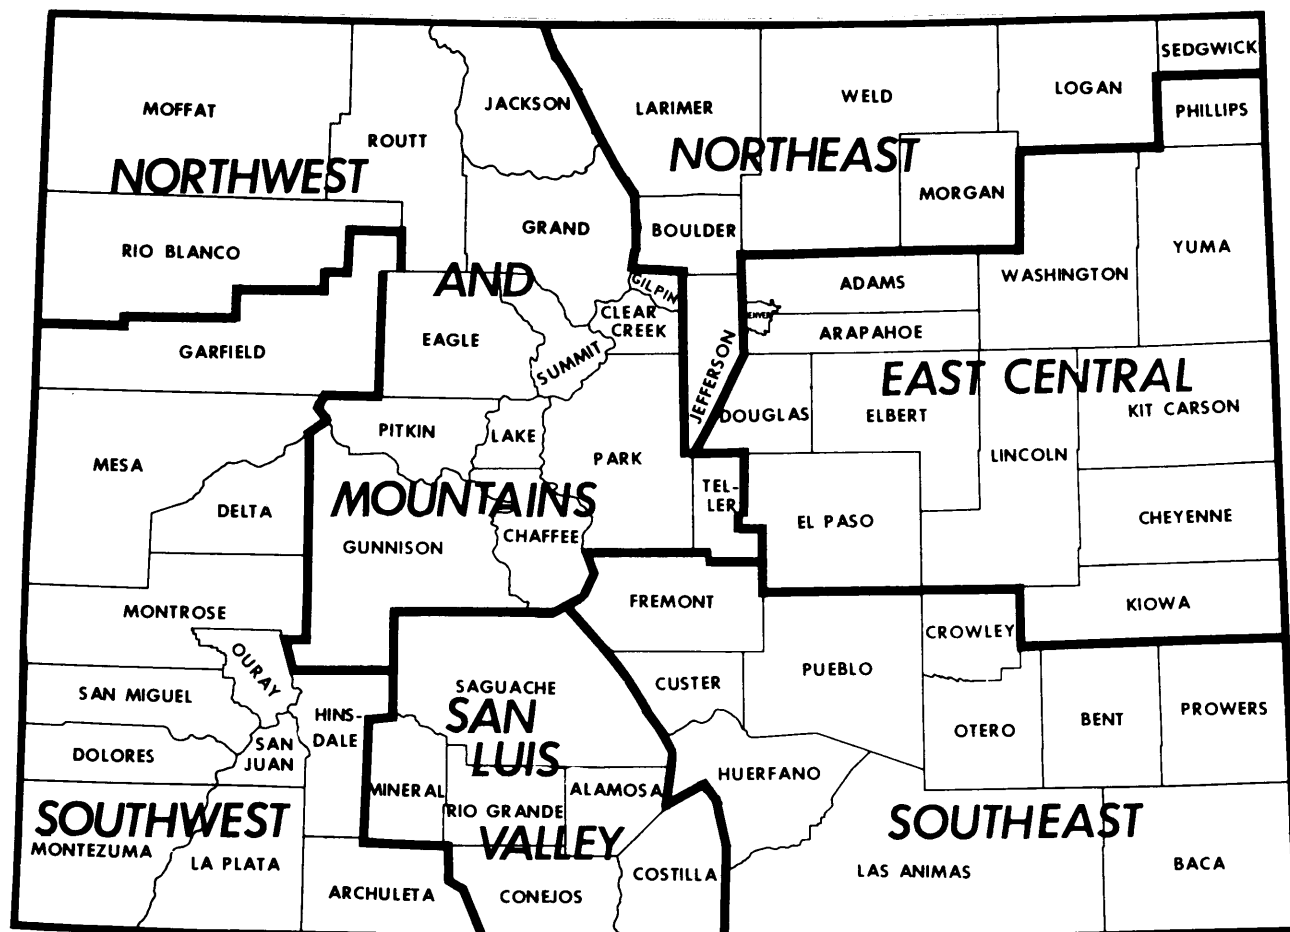 SEDGWICK
MOFFAT
JACKSON
LARIMER
WELD
LOGAN
PHILLIPS
ROUTT
NORTHWEST
NORTHEAST
MORGAN
RIO BLANCO
GRAND
BOULDER
YUMA
AND
GILPIN
ADAMS
WASHINGTON
CLEAR
CREEK
DENVER
ARAPAHOE
GARFIELD
EAGLE
SUMMIT
JEFFERSON
EAST CENTRAL
DOUGLAS
ELBERT
KIT CARSON
PITKIN
LAKE
PARK
LINCOLN
MESA
DELTA
MOUNTAINS
TEL-
LER
EL PASO
CHEYENNE
GUNNISON
CHAFFEE
MONTROSE
FREMONT
KIOWA
CROWLEY
OURAY
SAN MIGUEL
SAGUACHE
CUSTER
PUEBLO
HINS-
DALE
SAN
LUIS
VALLEY
OTERO
BENT
PROWERS
DOLORES
SAN
JUAN
HUERFANO
MINERAL
RIO GRANDE
ALAMOSA
SOUTHWEST
SOUTHEAST
MONTEZUMA
LA PLATA
ARCHULETA
CONEJOS
COSTILLA
LAS ANIMAS
BACA